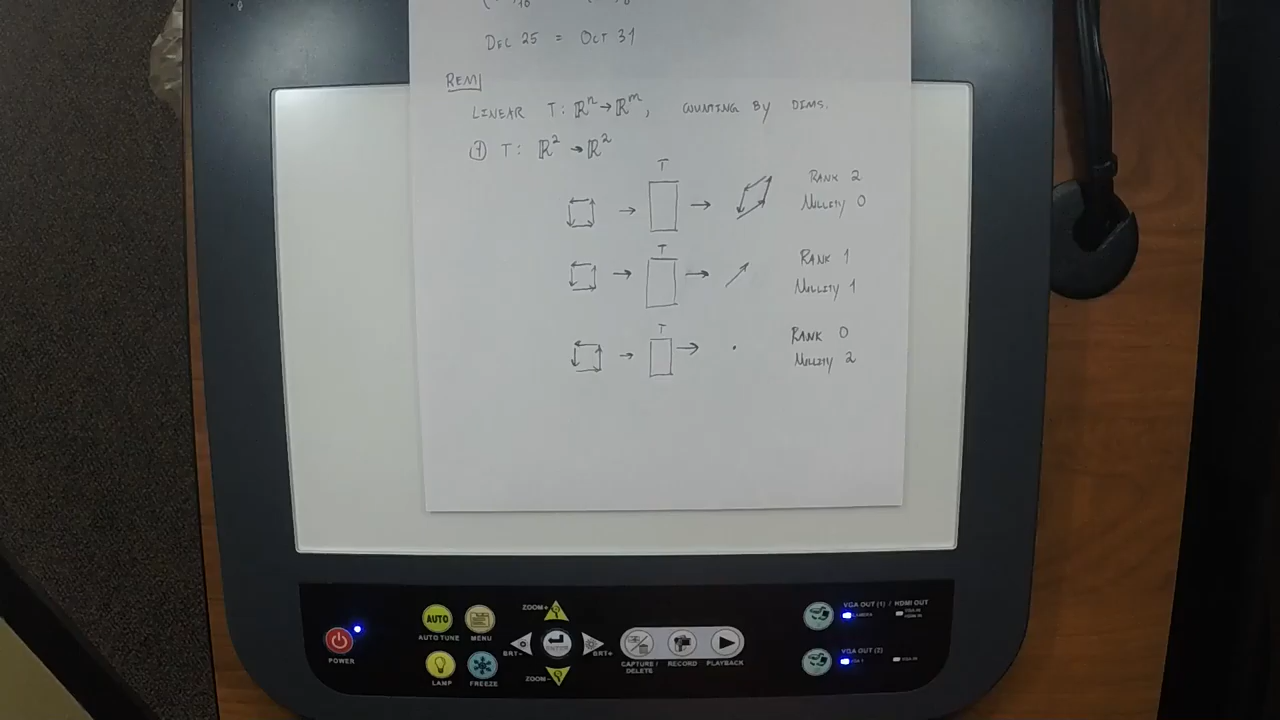 DEC 25 = OCT 31
REM
LINEAR T: ℝⁿ → ℝᵐ, COUNTING BY DIMS.
① T: ℝ² → ℝ²
T
→ → RANK 2
NULLITY 0
T
→ → RANK 1
NULLITY 1
T
→ → RANK 0
NULLITY 2
POWER
AUTO
AUTO TUNE
MENU
LAMP
FREEZE
ZOOM+
BRT-
ENTER
BRT+
ZOOM-
CAPTURE / DELETE
RECORD
PLAYBACK
VGA OUT (1) / HDMI OUT
CAMERA
VGA OUT (2)